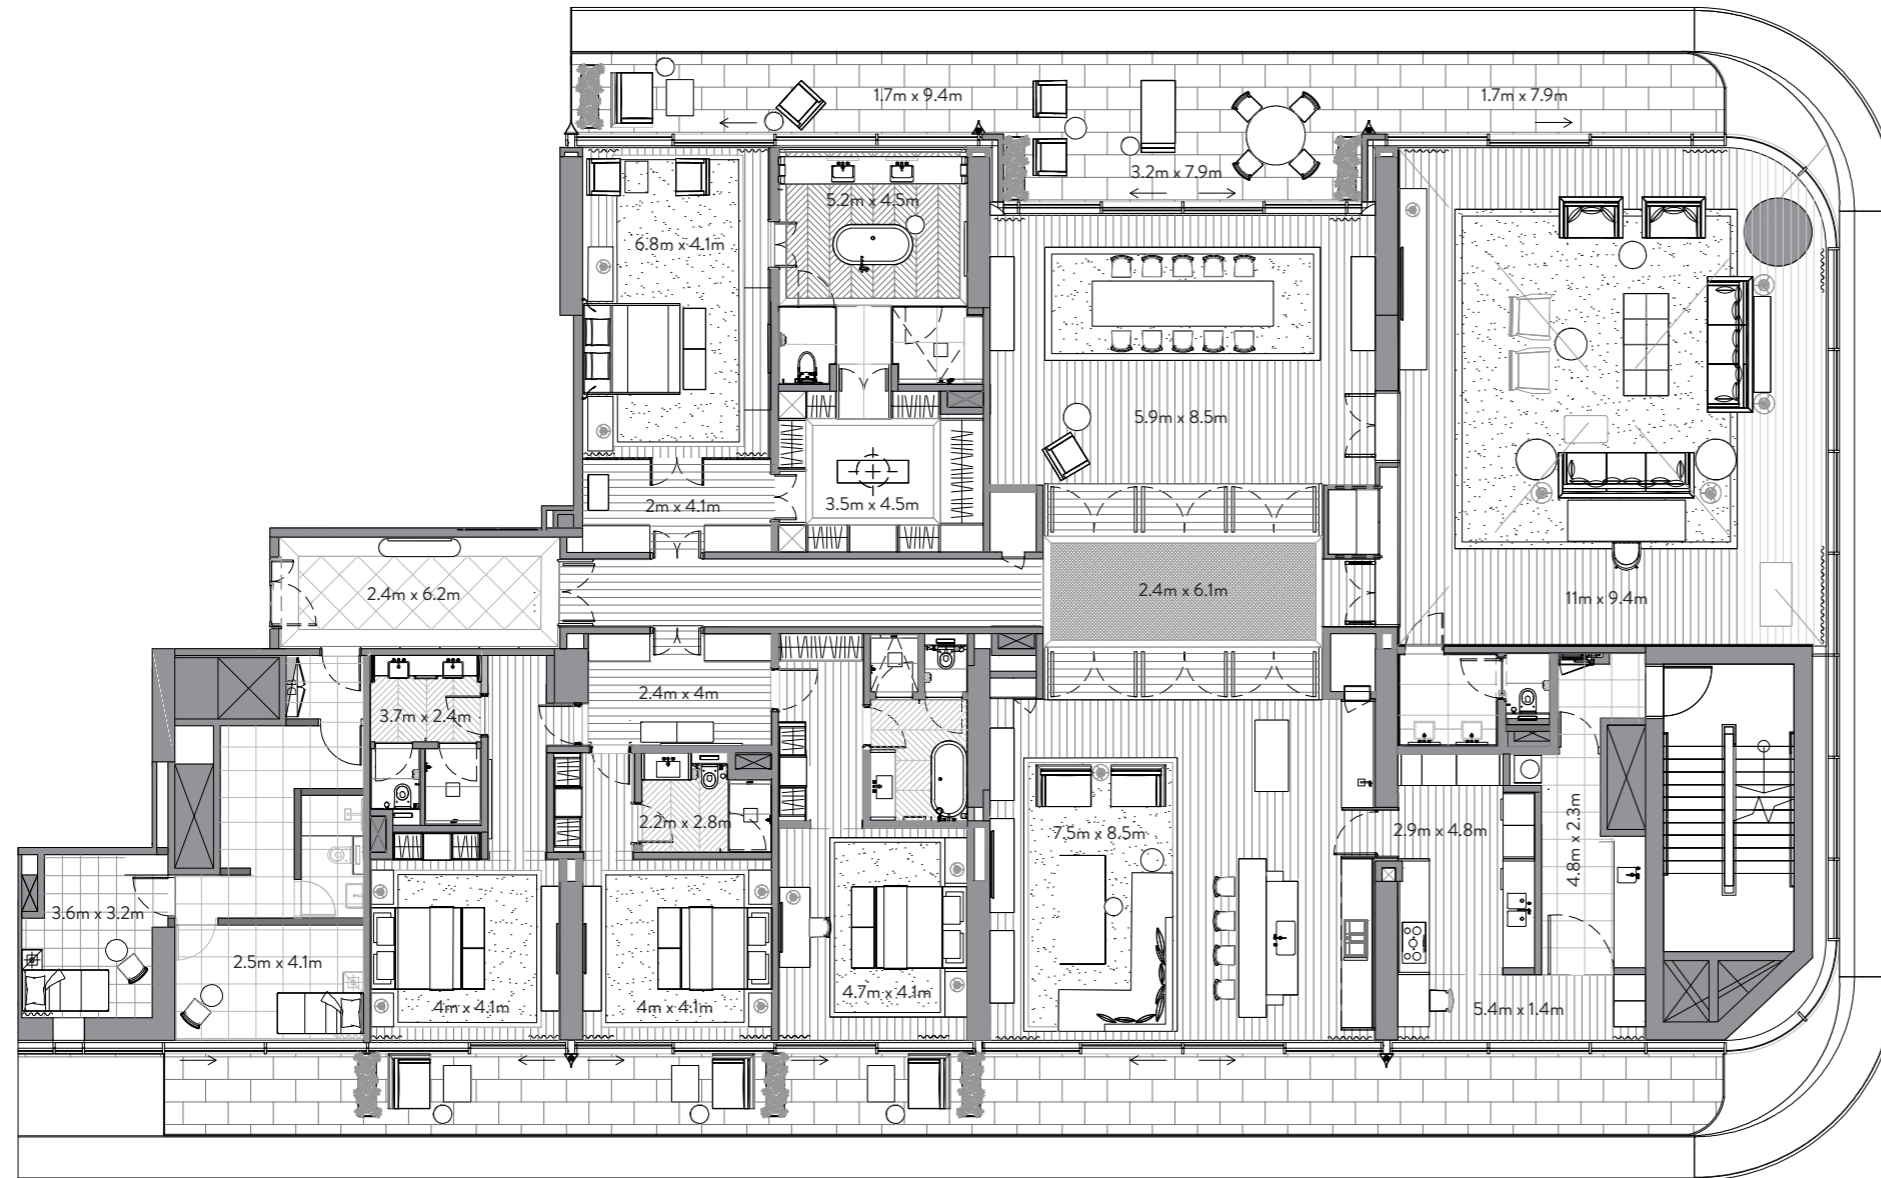 1.7m x 9.4m
1.7m x 7.9m
3.2m x 7.9m
5.2m x 4.5m
6.8m x 4.1m
5.9m x 8.5m
2m x 4.1m
3.5m x 4.5m
2.4m x 6.2m
2.4m x 6.1m
11m x 9.4m
DB
2.4m x 4m
3.7m x 2.4m
2.2m x 2.8m
7.5m x 8.5m
2.9m x 4.8m
4.8m x 2.3m
3.6m x 3.2m
2.5m x 4.1m
4m x 4.1m
4m x 4.1m
4.7m x 4.1m
5.4m x 1.4m